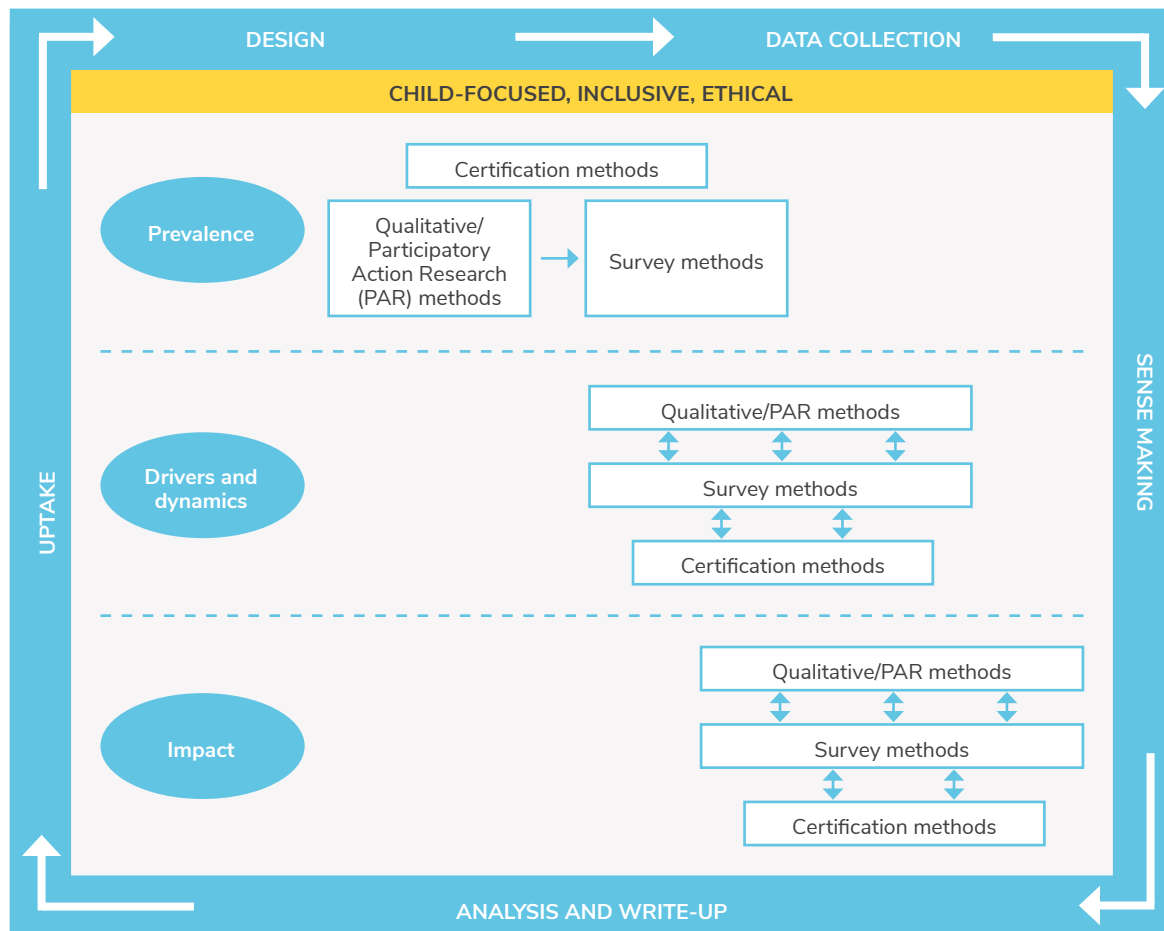 DESIGN
DATA COLLECTION
CHILD-FOCUSED, INCLUSIVE, ETHICAL
Certification methods
Prevalence
Qualitative/
Participatory
Action Research
(PAR) methods
Survey methods
Drivers and
dynamics
Qualitative/PAR methods
Survey methods
Certification methods
Impact
Qualitative/PAR methods
Survey methods
Certification methods
SENSE MAKING
ANALYSIS AND WRITE-UP
UPTAKE